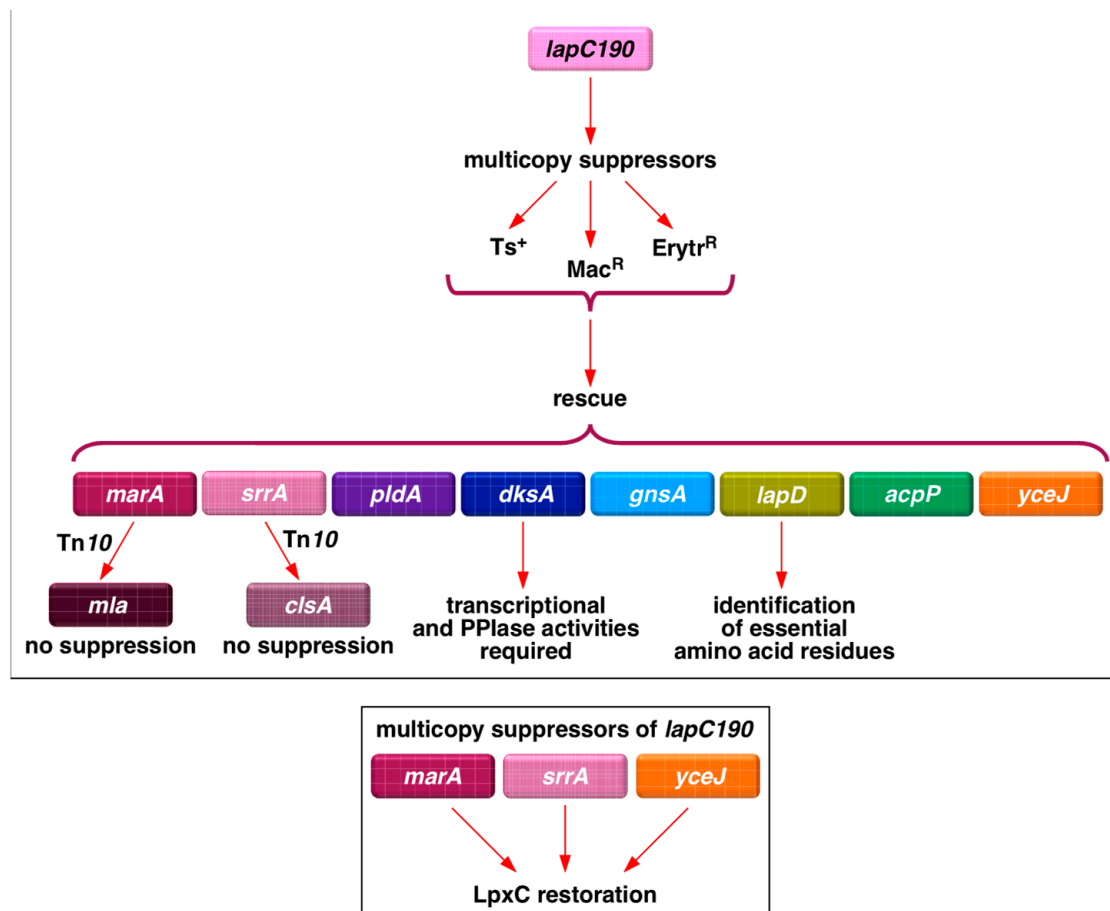 lapC190
multicopy suppressors
Ts+
MacR
ErytrR
rescue
marA srrA pldA dksA gnsA lapD acpP yceJ
Tn10 Tn10
mla clsA
no suppression no suppression
transcriptional
and PPIase activities
required
identification
of essential
amino acid residues
multicopy suppressors of lapC190
marA srrA yceJ
LpxC restoration